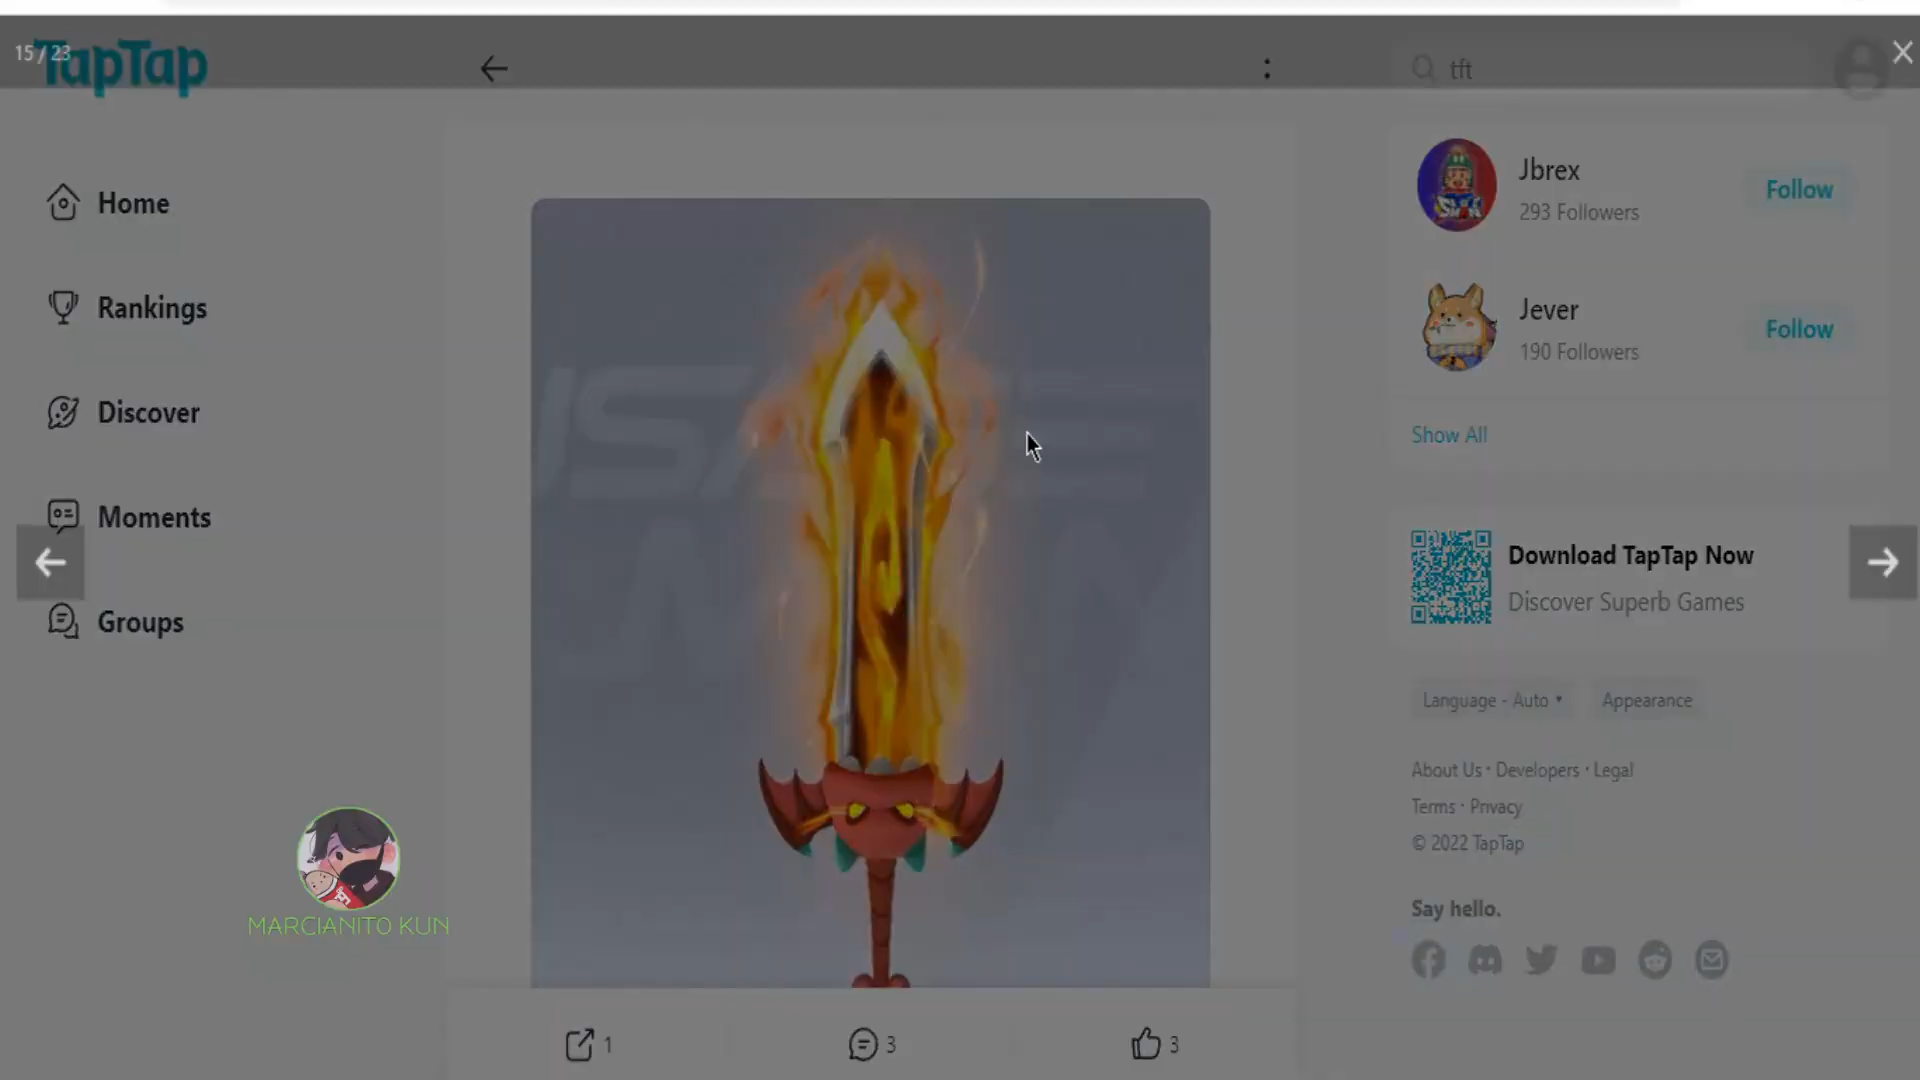 15 / 23
TapTap
tft
Home
Rankings
Discover
Moments
Groups
Jbrex
293 Followers
Follow
Jever
190 Followers
Follow
Show All
Download TapTap Now
Discover Superb Games
Language - Auto
Appearance
About Us · Developers · Legal
Terms · Privacy
© 2022 TapTap
Say hello.
MARCIANITO KUN
1
3
3